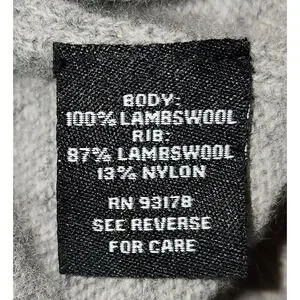 BODY:
100% LAMBSWOOL
RIB:
87% LAMBSWOOL
13% NYLON
RN 93178
SEE REVERSE
FOR CARE